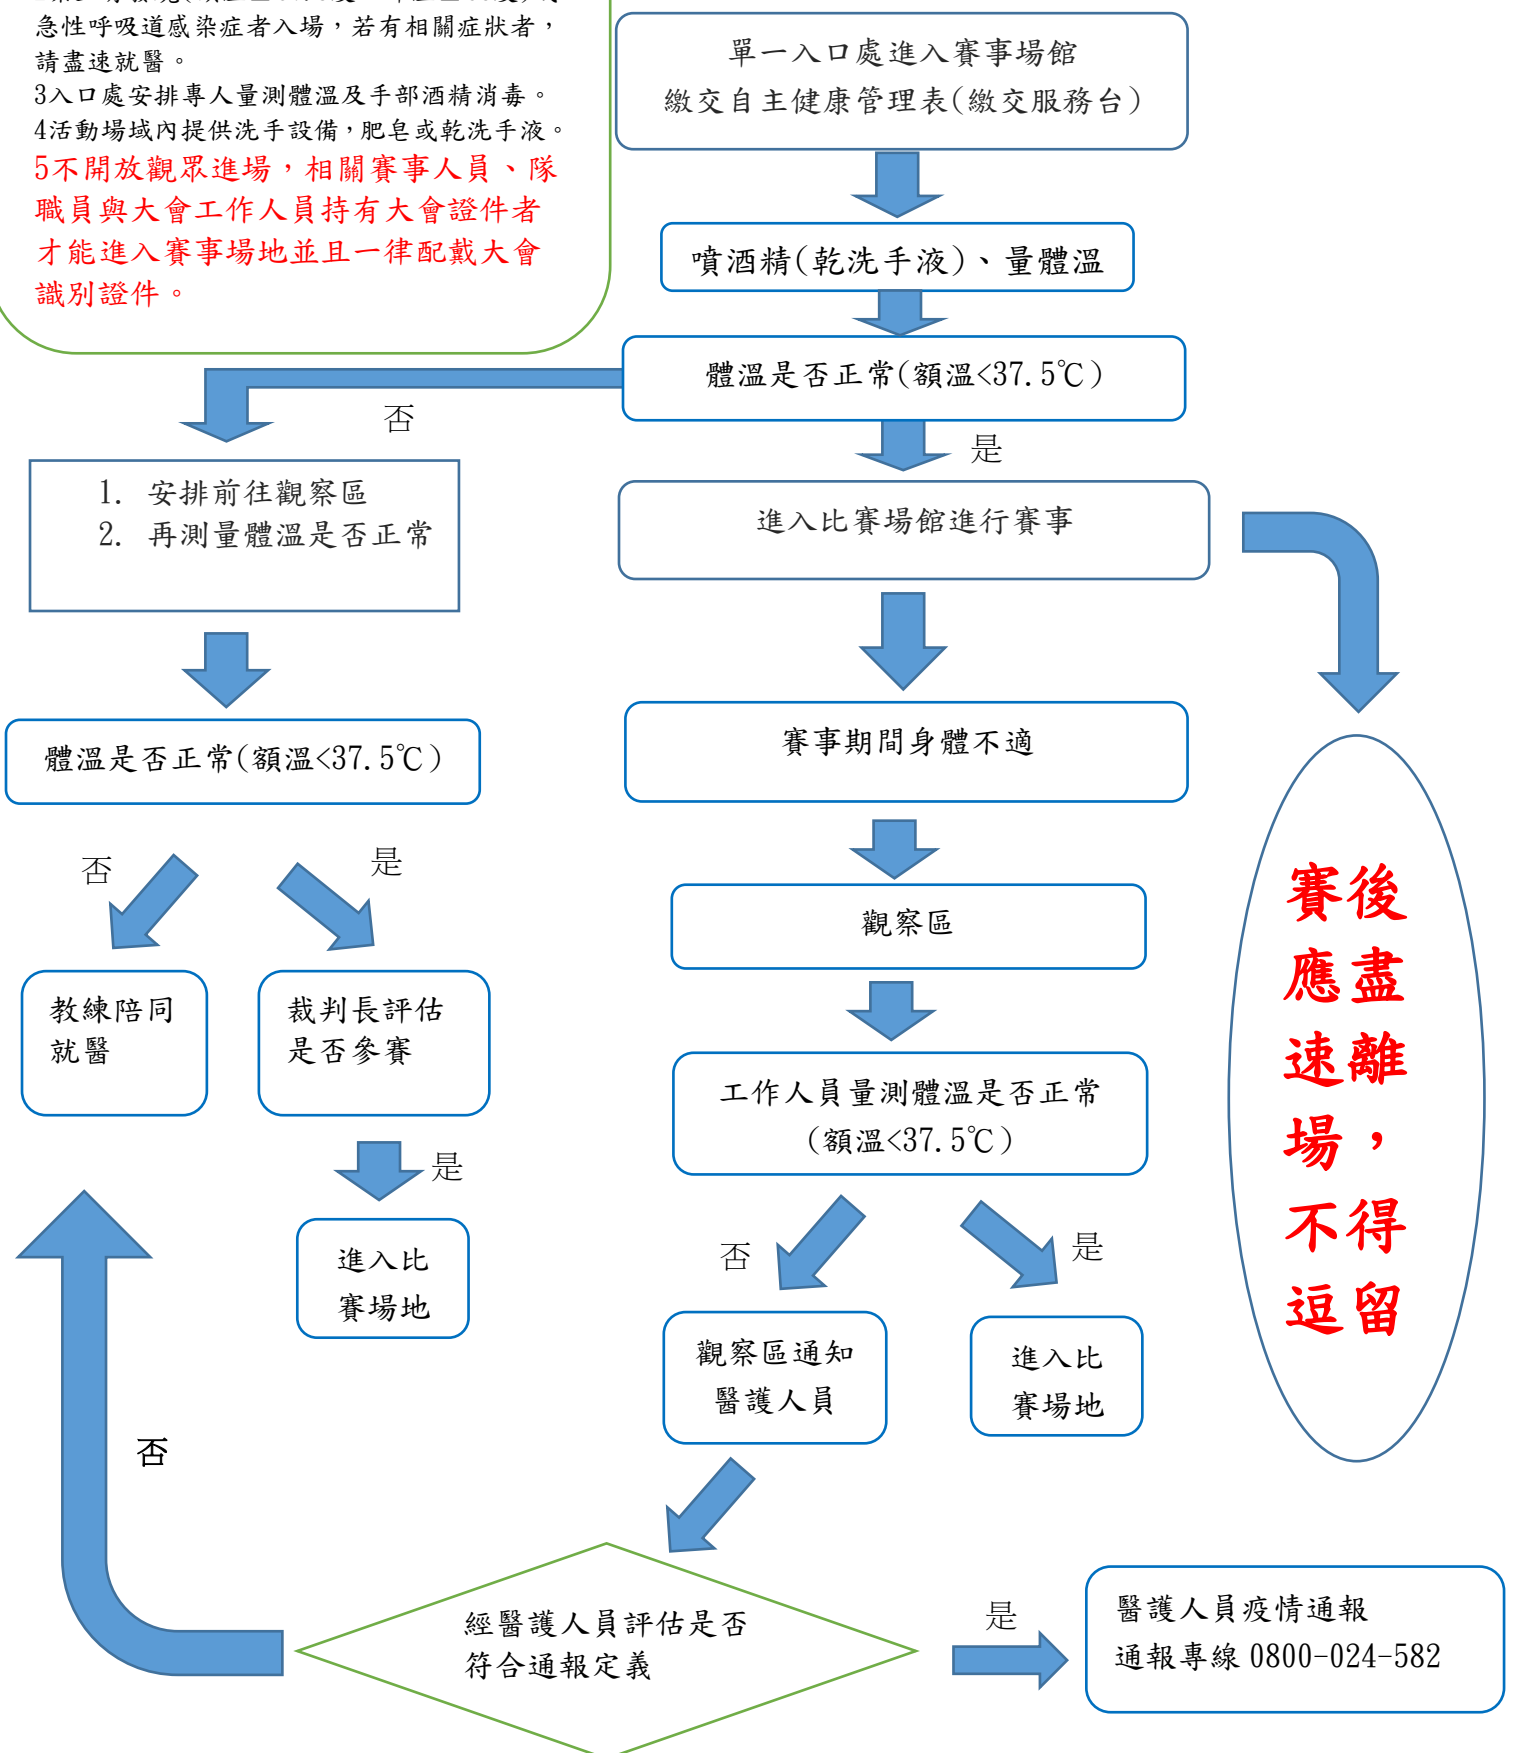 急性呼吸道感染症者入場，若有相關症狀者，
請盡速就醫。
3入口處安排專人量測體溫及手部酒精消毒。
4活動場域內提供洗手設備，肥皂或乾洗手液。
5不開放觀眾進場，相關賽事人員、隊
職員與大會工作人員持有大會證件者
才能進入賽事場地並且一律配戴大會
識別證件。
單一入口處進入賽事場館
繳交自主健康管理表(繳交服務台)
噴酒精(乾洗手液)、量體溫
體溫是否正常(額溫<37.5℃)
否
是
1. 安排前往觀察區
2. 再測量體溫是否正常
進入比賽場館進行賽事
體溫是否正常(額溫<37.5℃)
賽事期間身體不適
否
是
觀察區
教練陪同
就醫
裁判長評估
是否參賽
工作人員量測體溫是否正常
(額溫<37.5℃)
是
進入比
賽場地
否
是
觀察區通知
醫護人員
進入比
賽場地
賽後
應盡
速離
場，
不得
逗留
否
經醫護人員評估是否
符合通報定義
是
醫護人員疫情通報
通報專線 0800-024-582